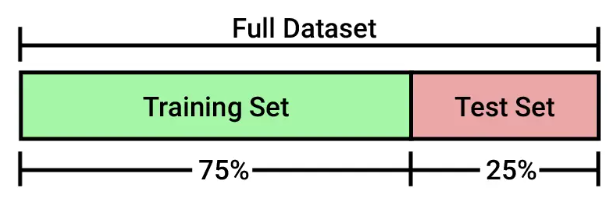 Full Dataset
Training Set Test Set
75% 25%